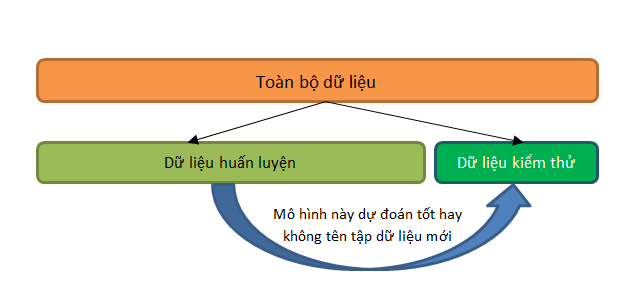 Toàn bộ dữ liệu
Dữ liệu huấn luyện
Dữ liệu kiểm thử
Mô hình này dự đoán tốt hay
không tên tập dữ liệu mới